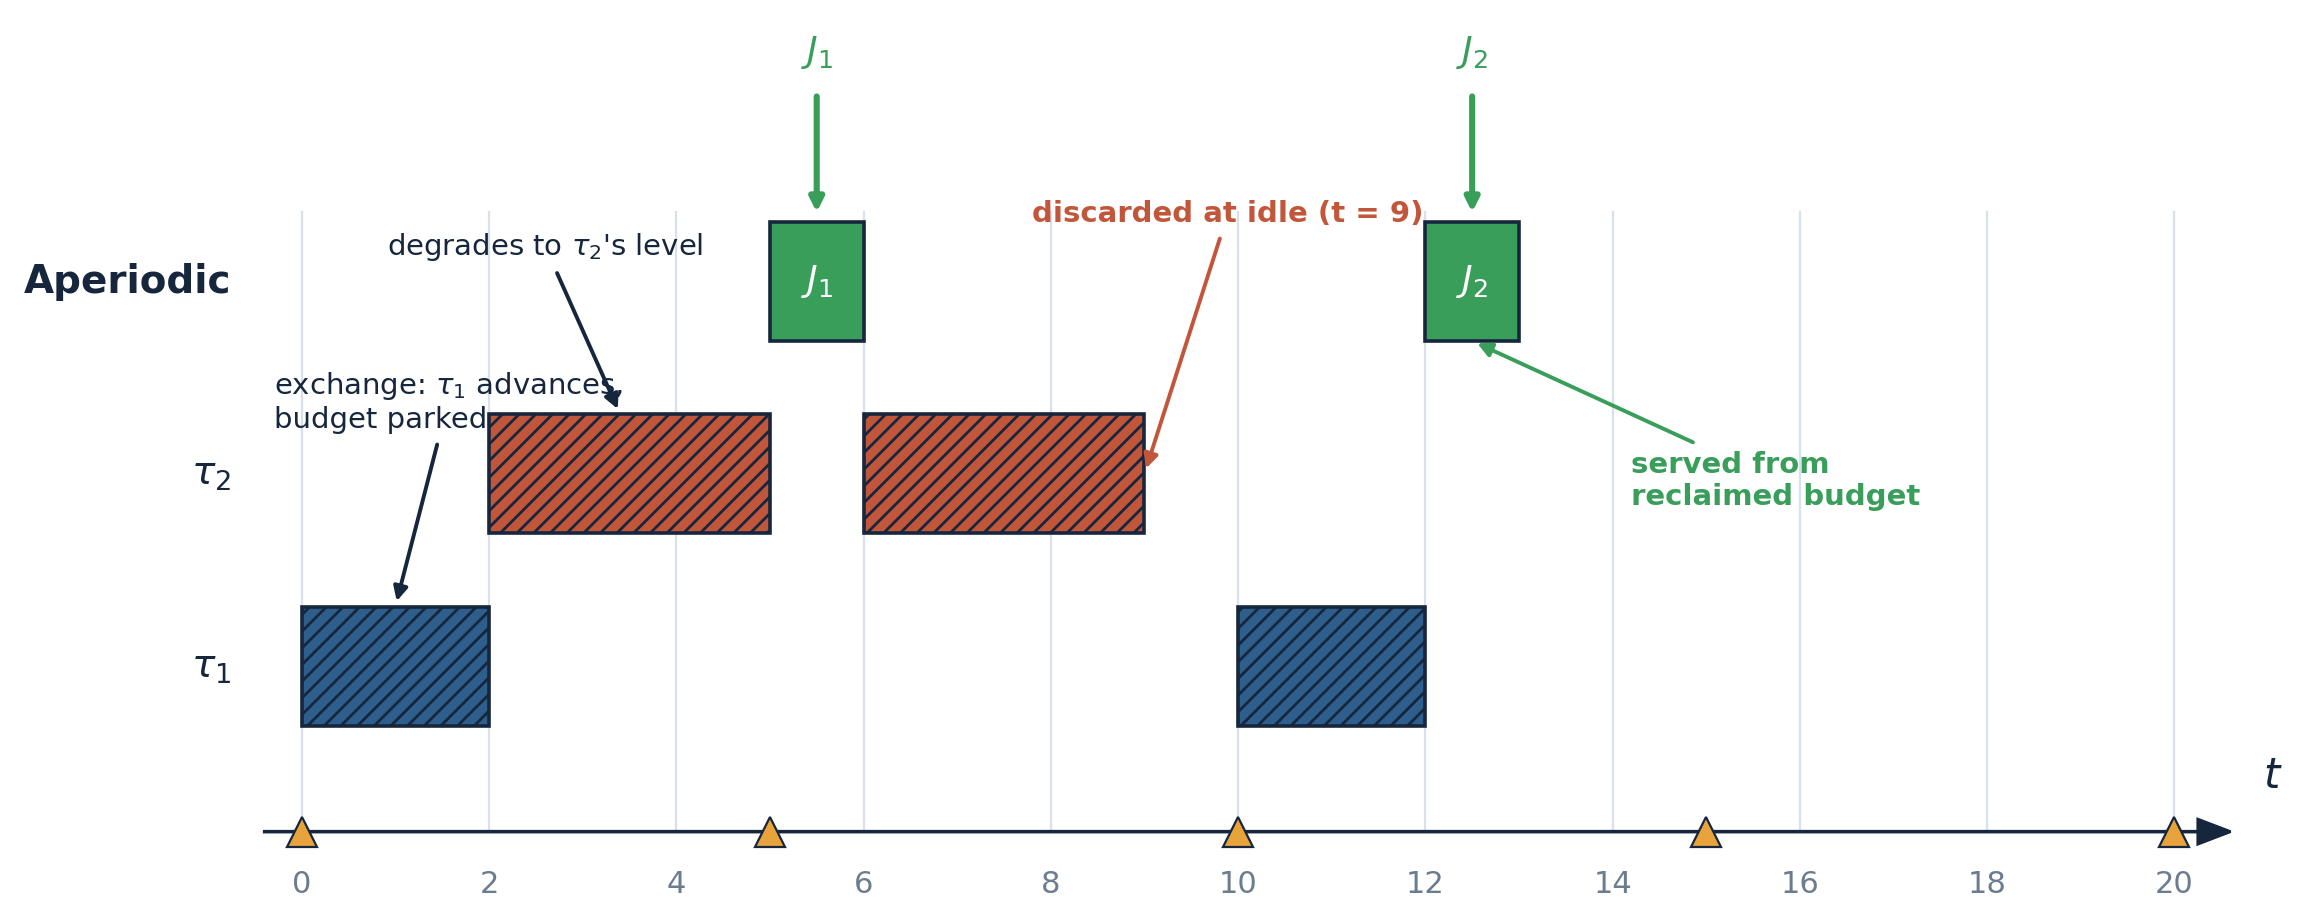 J₁
J₂
discarded at idle (t = 9)
degrades to τ₂'s level
Aperiodic
J₁
J₂
exchange: τ₁ advances,
budget parked
served from
reclaimed budget
τ₂
τ₁
t
0 2 4 6 8 10 12 14 16 18 20